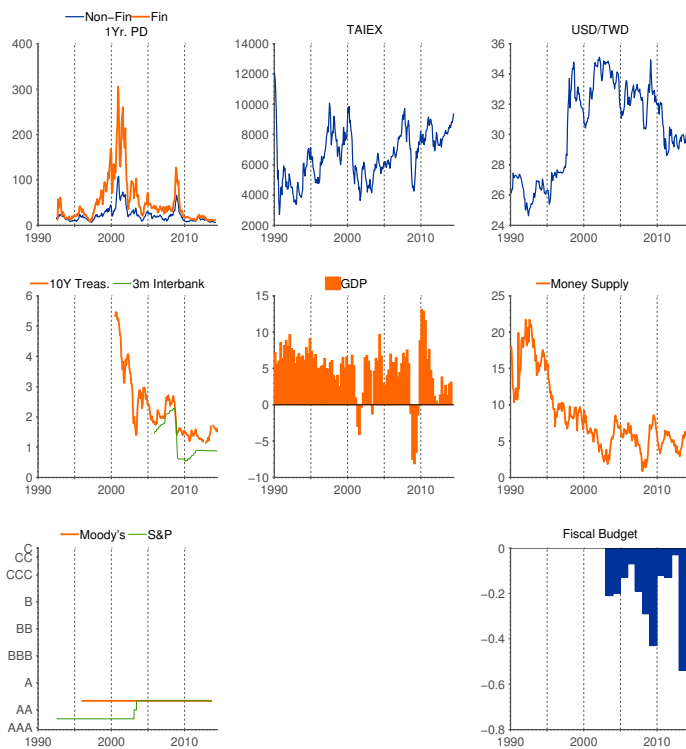 Non−Fin Fin
1Yr. PD
400
300
200
100
0
1990 2000 2010
TAIEX
14000
12000
10000
8000
6000
4000
2000
1990 2000 2010
USD/TWD
36
34
32
30
28
26
24
1990 2000 2010
10Y Treas. 3m Interbank
6
5
4
3
2
1
0
1990 2000 2010
GDP
15
10
5
0
−5
−10
1990 2000 2010
Money Supply
25
20
15
10
5
0
1990 2000 2010
Moody's S&P
C
CC
CCC
B
BB
BBB
A
AA
AAA
1990 2000 2010
Fiscal Budget
0
−0.2
−0.4
−0.6
−0.8
1990 2000 2010